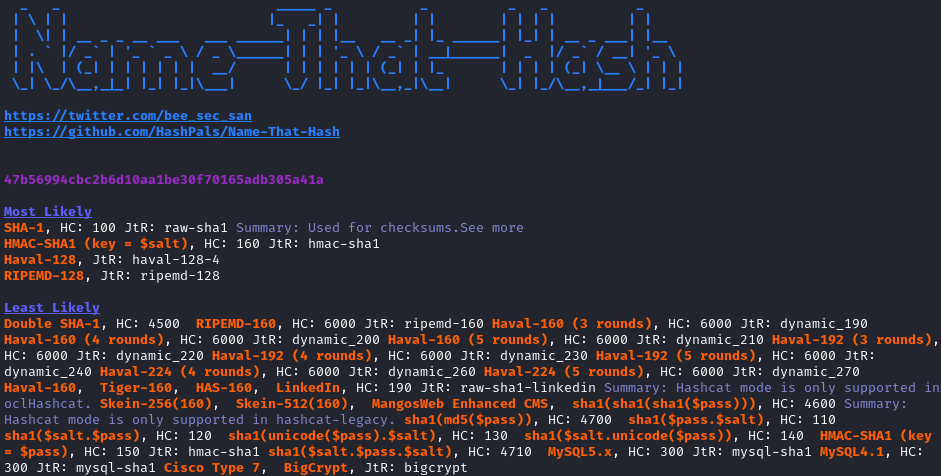 Name-That-Hash
https://twitter.com/bee_sec_san
https://github.com/HashPals/Name-That-Hash
47b56994cbc2b6d10aa1be30f70165adb305a41a
Most Likely
SHA-1, HC: 100 JtR: raw-sha1 Summary: Used for checksums.See more
HMAC-SHA1 (key = $salt), HC: 160 JtR: hmac-sha1
Haval-128, JtR: haval-128-4
RIPEMD-128, JtR: ripemd-128
Least Likely
Double SHA-1, HC: 4500  RIPEMD-160, HC: 6000 JtR: ripemd-160 Haval-160 (3 rounds), HC: 6000 JtR: dynamic_190
Haval-160 (4 rounds), HC: 6000 JtR: dynamic_200 Haval-160 (5 rounds), HC: 6000 JtR: dynamic_210 Haval-192 (3 rounds),
HC: 6000 JtR: dynamic_220 Haval-192 (4 rounds), HC: 6000 JtR: dynamic_230 Haval-192 (5 rounds), HC: 6000 JtR:
dynamic_240 Haval-224 (4 rounds), HC: 6000 JtR: dynamic_260 Haval-224 (5 rounds), HC: 6000 JtR: dynamic_270
Haval-160,  Tiger-160,  HAS-160,  LinkedIn, HC: 190 JtR: raw-sha1-linkedin Summary: Hashcat mode is only supported in
oclHashcat. Skein-256(160),  Skein-512(160),  MangosWeb Enhanced CMS,  sha1(sha1(sha1($pass))), HC: 4600 Summary:
Hashcat mode is only supported in hashcat-legacy. sha1(md5($pass)), HC: 4700  sha1($pass.$salt), HC: 110
sha1($salt.$pass), HC: 120  sha1(unicode($pass).$salt), HC: 130  sha1($salt.unicode($pass)), HC: 140  HMAC-SHA1 (key
= $pass), HC: 150 JtR: hmac-sha1 sha1($salt.$pass.$salt), HC: 4710  MySQL5.x, HC: 300 JtR: mysql-sha1 MySQL4.1, HC:
300 JtR: mysql-sha1 Cisco Type 7,  BigCrypt, JtR: bigcrypt